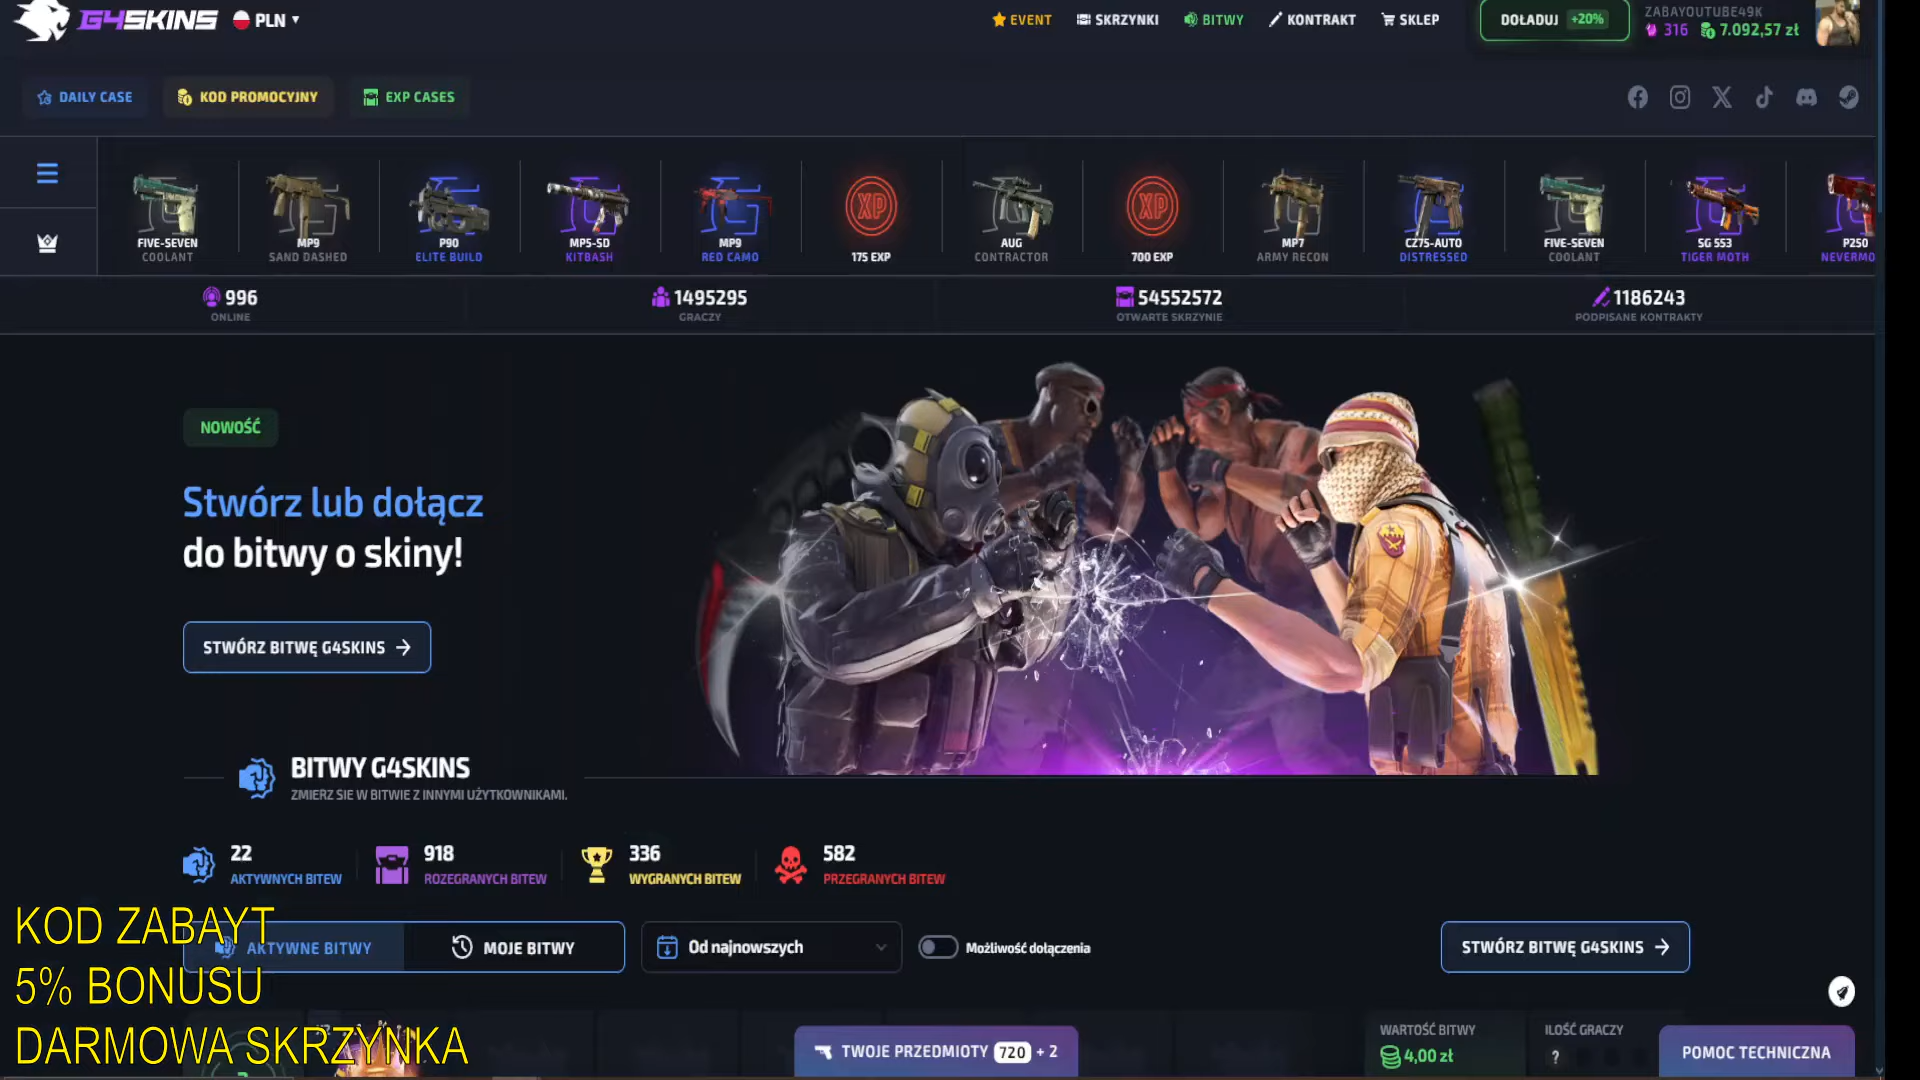 G4SKINS
PLN
EVENT
SKRZYNKI
BITWY
KONTRAKT
SKLEP
DOŁADUJ +20%
ZABAYOUTUBE49K
316 7.092,57 zł
DAILY CASE
KOD PROMOCYJNY
EXP CASES
FIVE-SEVEN
COOLANT
MP9
SAND DASHED
P90
ELITE BUILD
MP5-SD
KITBASH
MP9
RED CAMO
XP
175 EXP
AUG
CONTRACTOR
XP
700 EXP
MP7
ARMY RECON
CZ75-AUTO
DISTRESSED
FIVE-SEVEN
COOLANT
SG 553
TIGER MOTH
P250
NEVERMO
996
ONLINE
1495295
GRACZY
54552572
OTWARTE SKRZYNIE
1186243
PODPISANE KONTRAKTY
NOWOŚĆ
Stwórz lub dołącz
do bitwy o skiny!
STWÓRZ BITWĘ G4SKINS
BITWY G4SKINS
ZMIERZ SIE W BITWIE Z INNYMI UŻYTKOWNIKAMI.
22
AKTYWNYCH BITEW
918
ROZEGRANYCH BITEW
336
WYGRANYCH BITEW
582
PRZEGRANYCH BITEW
AKTYWNE BITWY
MOJE BITWY
Od najnowszych
Możliwość dołączenia
STWÓRZ BITWĘ G4SKINS
KOD ZABAYT
5% BONUSU
DARMOWA SKRZYNKA
TWOJE PRZEDMIOTY 720 + 2
WARTOŚĆ BITWY
4,00 zł
ILOŚĆ GRACZY
?
POMOC TECHNICZNA